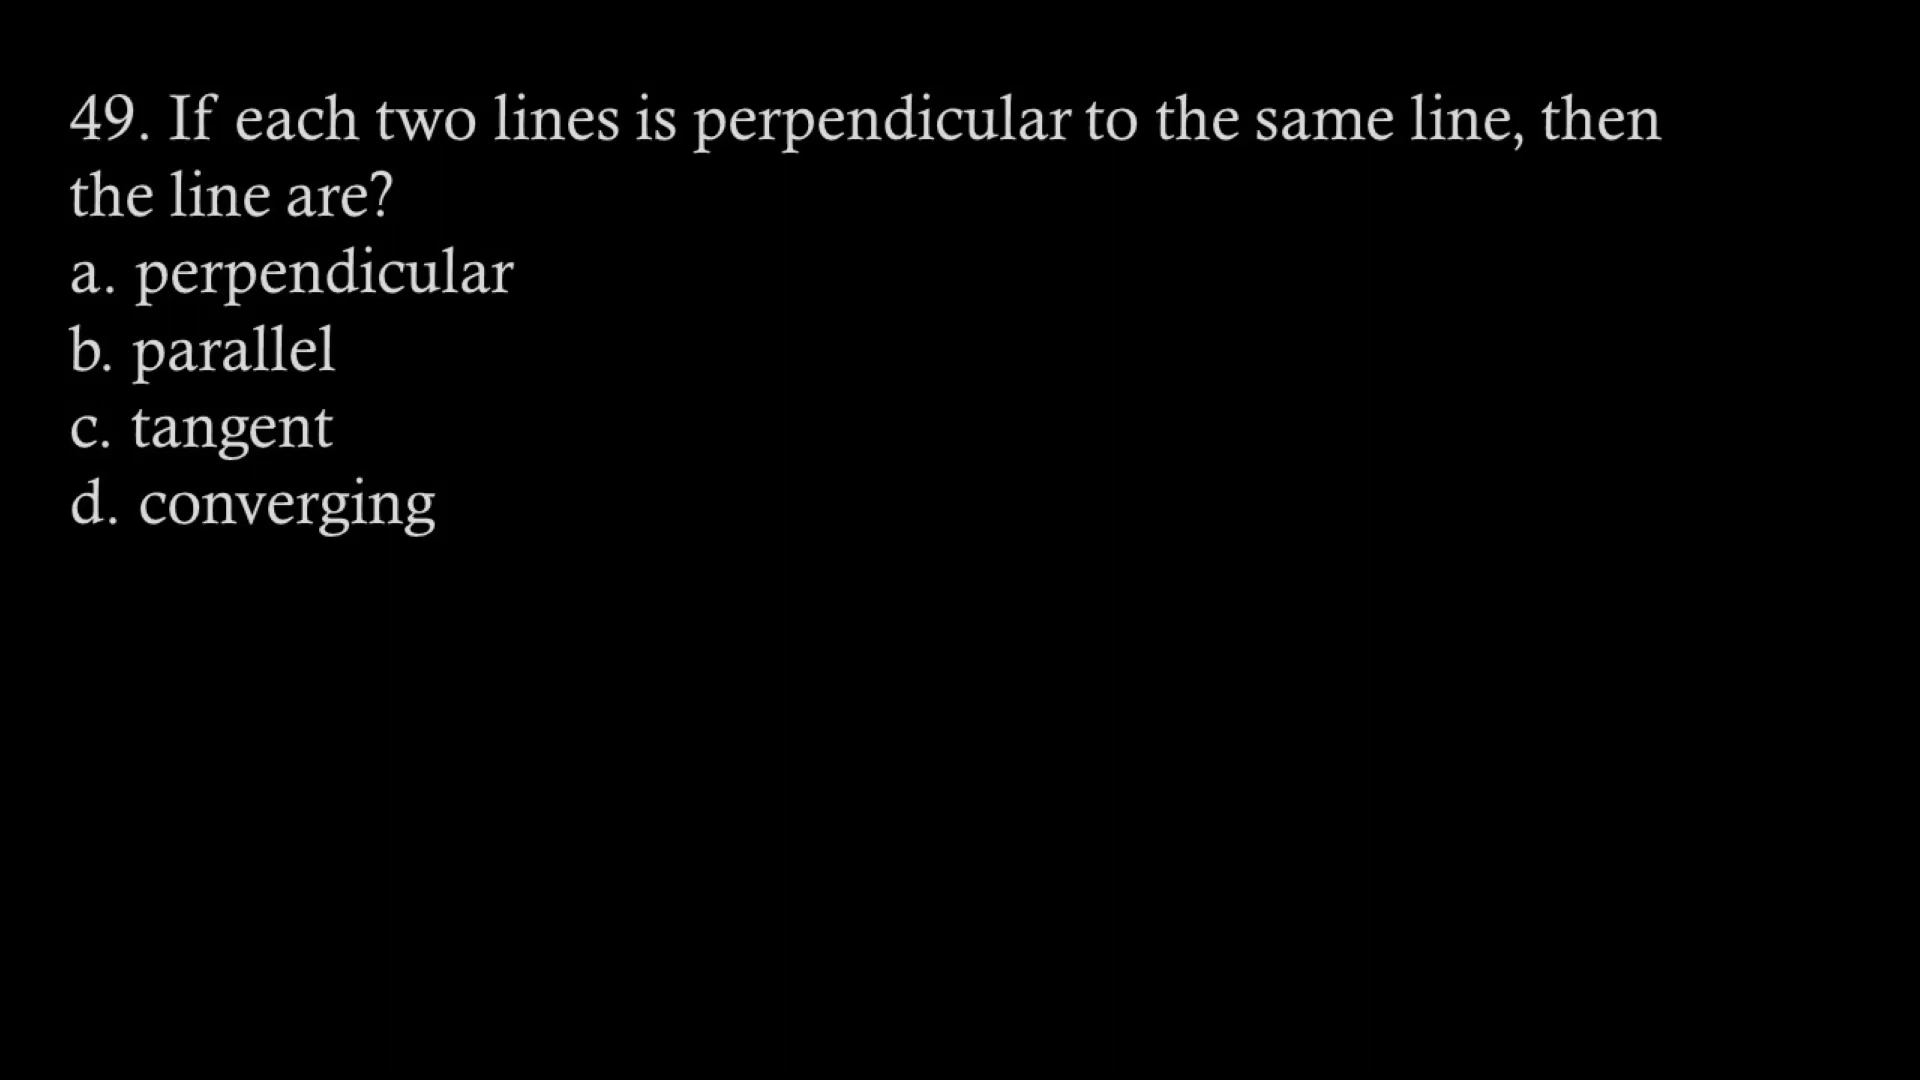 49. If each two lines is perpendicular to the same line, then
the line are?
a. perpendicular
b. parallel
c. tangent
d. converging